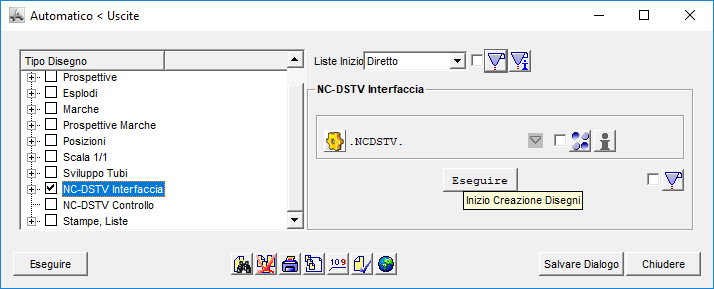 Automatico < Uscite
Tipo Disegno
Prospettive
Esplodi
Marche
Prospettive Marche
Posizioni
Scala 1/1
Sviluppo Tubi
NC-DSTV Interfaccia
NC-DSTV Controllo
Stampe, Liste
Liste Inizio
Diretto
NC-DSTV Interfaccia
.NCDSTV.
Eseguire
Inizio Creazione Disegni
Eseguire
109
Salvare Dialogo
Chiudere